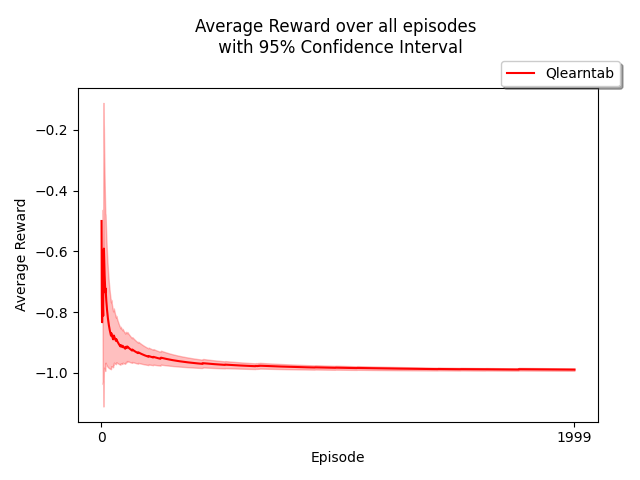 Average Reward over all episodes
with 95% Confidence Interval
Qlearntab
−0.2
−0.4
−0.6
−0.8
−1.0
Average Reward
0
1999
Episode